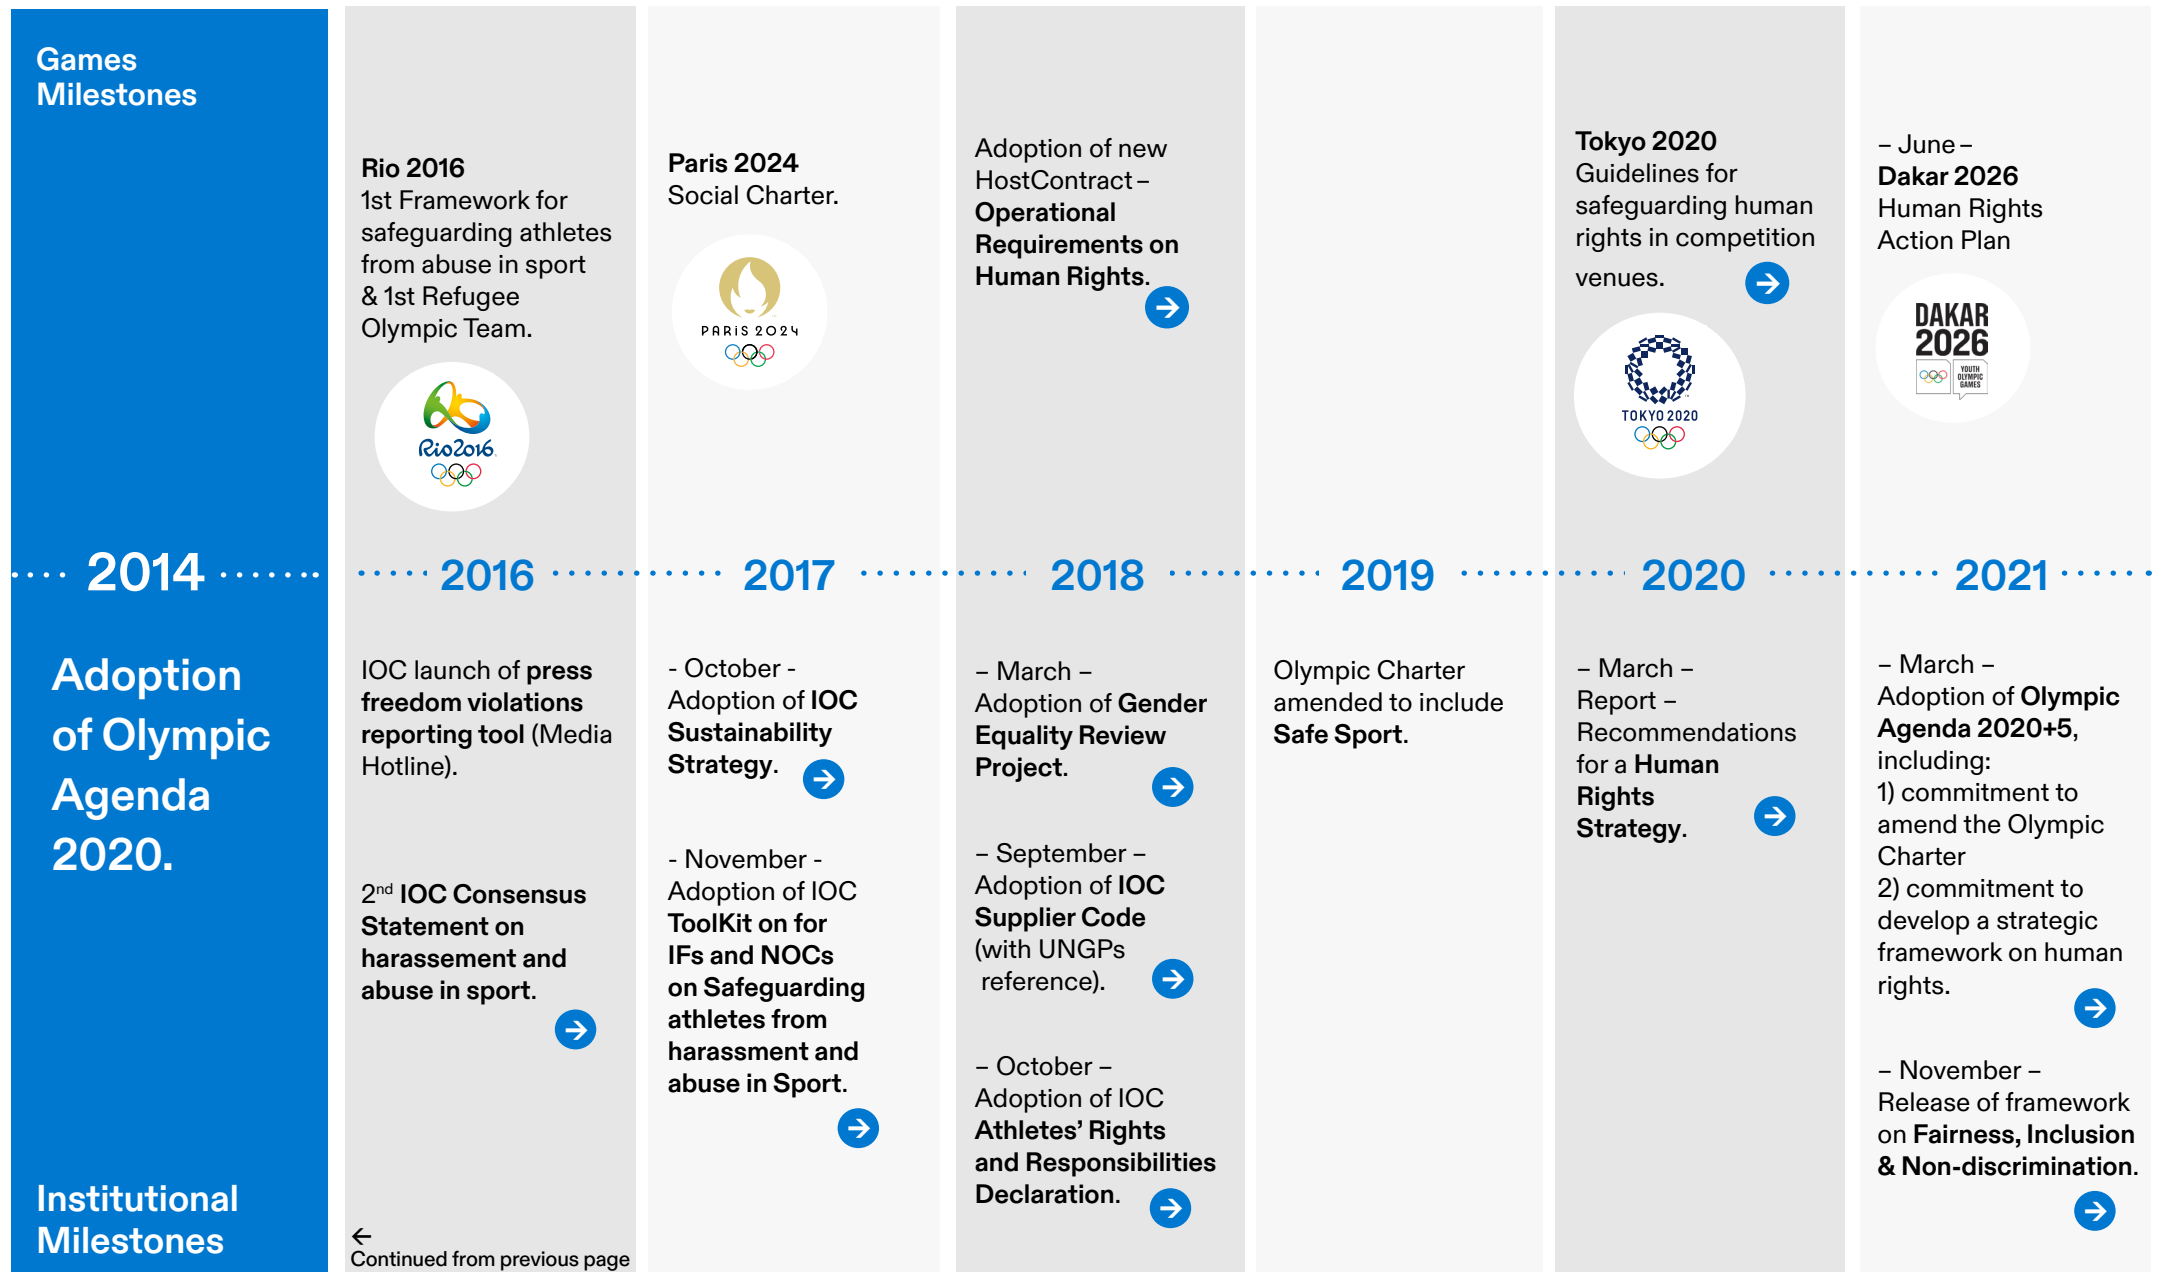 Games
Milestones
2014
Adoption
of Olympic
Agenda
2020.
Institutional
Milestones
Rio 2016
1st Framework for
safeguarding athletes
from abuse in sport
& 1st Refugee
Olympic Team.
Rio2016
2016
IOC launch of press
freedom violations
reporting tool (Media
Hotline).
2nd IOC Consensus
Statement on
harassement and
abuse in sport.
←
Continued from previous page
Paris 2024
Social Charter.
PARIS 2024
2017
- October -
Adoption of IOC
Sustainability
Strategy.
- November -
Adoption of IOC
ToolKit on for
IFs and NOCs
on Safeguarding
athletes from
harassment and
abuse in Sport.
Adoption of new
HostContract –
Operational
Requirements on
Human Rights.
2018
– March –
Adoption of Gender
Equality Review
Project.
– September –
Adoption of IOC
Supplier Code
(with UNGPs
reference).
– October –
Adoption of IOC
Athletes’ Rights
and Responsibilities
Declaration.
2019
Olympic Charter
amended to include
Safe Sport.
Tokyo 2020
Guidelines for
safeguarding human
rights in competition
venues.
TOKYO 2020
2020
– March –
Report –
Recommendations
for a Human
Rights
Strategy.
– June –
Dakar 2026
Human Rights
Action Plan
DAKAR
2026
YOUTH
OLYMPIC
GAMES
2021
– March –
Adoption of Olympic
Agenda 2020+5,
including:
1) commitment to
amend the Olympic
Charter
2) commitment to
develop a strategic
framework on human
rights.
– November –
Release of framework
on Fairness, Inclusion
& Non-discrimination.